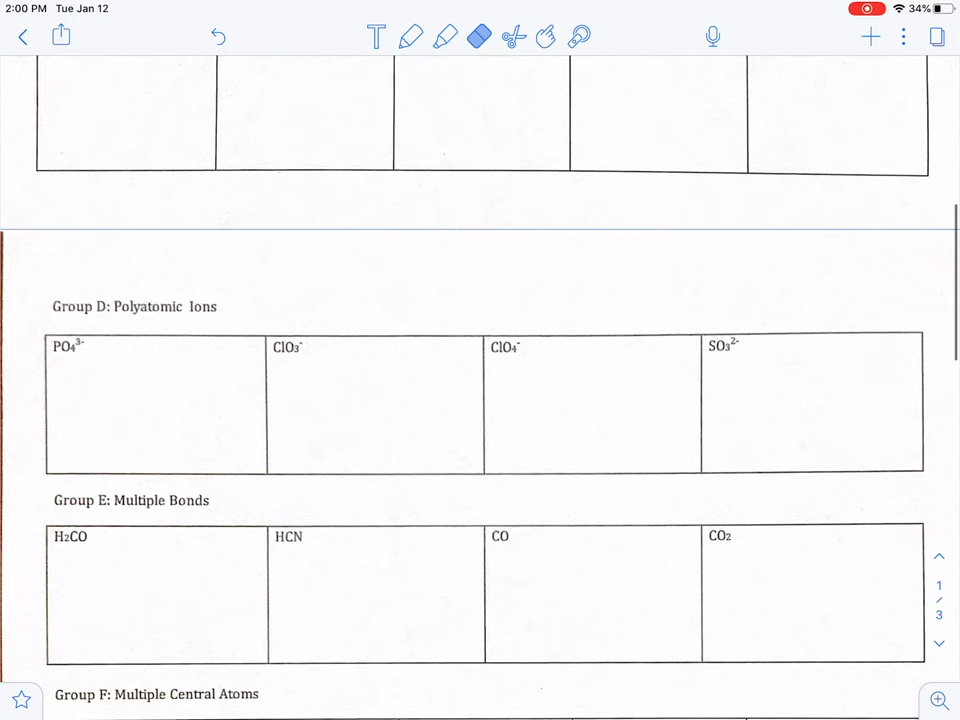 2:00 PM Tue Jan 12
34%
Group D: Polyatomic Ions
PO₄³⁻ ClO₃⁻ ClO₄⁻ SO₃²⁻
Group E: Multiple Bonds
H₂CO HCN CO CO₂
1
/
3
Group F: Multiple Central Atoms